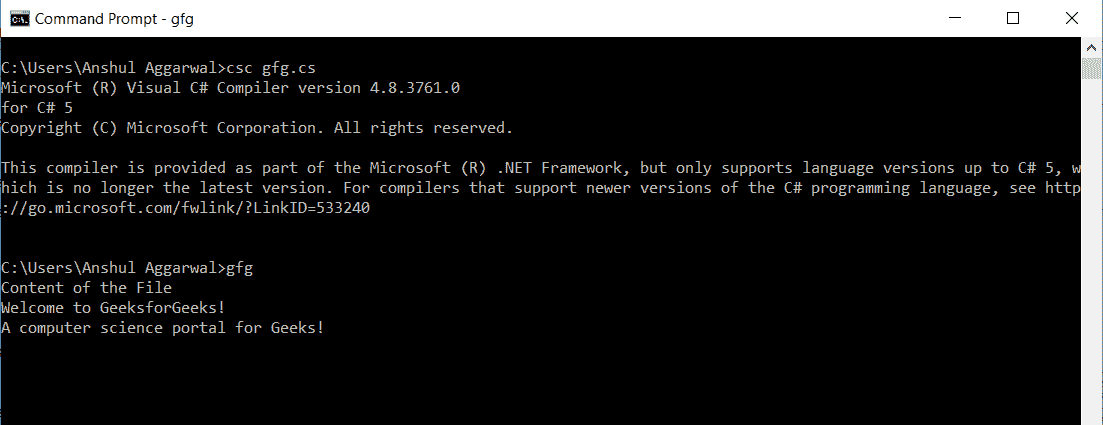 Command Prompt - gfg
C:\Users\Anshul Aggarwal>csc gfg.cs
Microsoft (R) Visual C# Compiler version 4.8.3761.0
for C# 5
Copyright (C) Microsoft Corporation. All rights reserved.
This compiler is provided as part of the Microsoft (R) .NET Framework, but only supports language versions up to C# 5, w
hich is no longer the latest version. For compilers that support newer versions of the C# programming language, see http
://go.microsoft.com/fwlink/?LinkID=533240
C:\Users\Anshul Aggarwal>gfg
Content of the File
Welcome to GeeksforGeeks!
A computer science portal for Geeks!